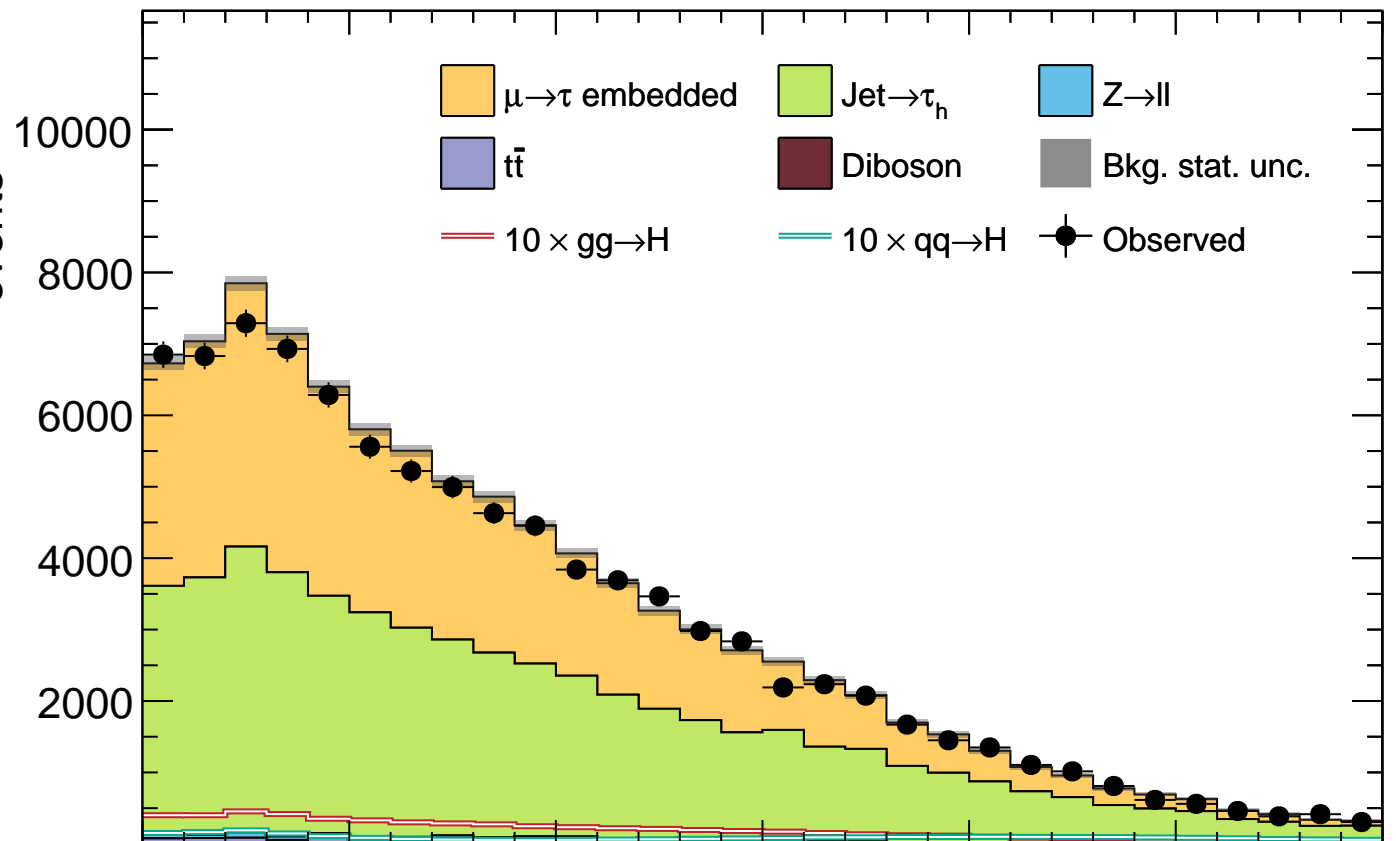 μ→τ embedded Jet→τh Z→ll
10000
tt̄ Diboson Bkg. stat. unc.
10 × gg→H 10 × qq→H Observed
8000
6000
4000
2000